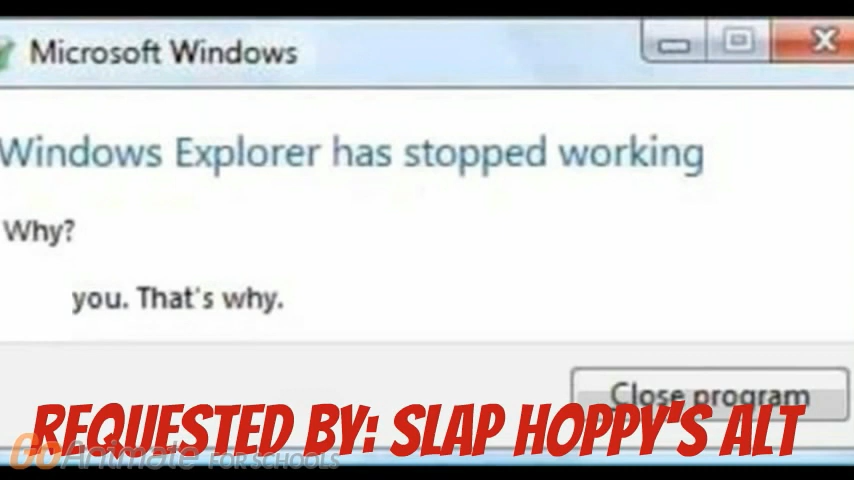 Microsoft Windows
Windows Explorer has stopped working
Why?
you. That's why.
Close program
REQUESTED BY: SLAP HOPPY'S ALT
GoAnimate FOR SCHOOLS